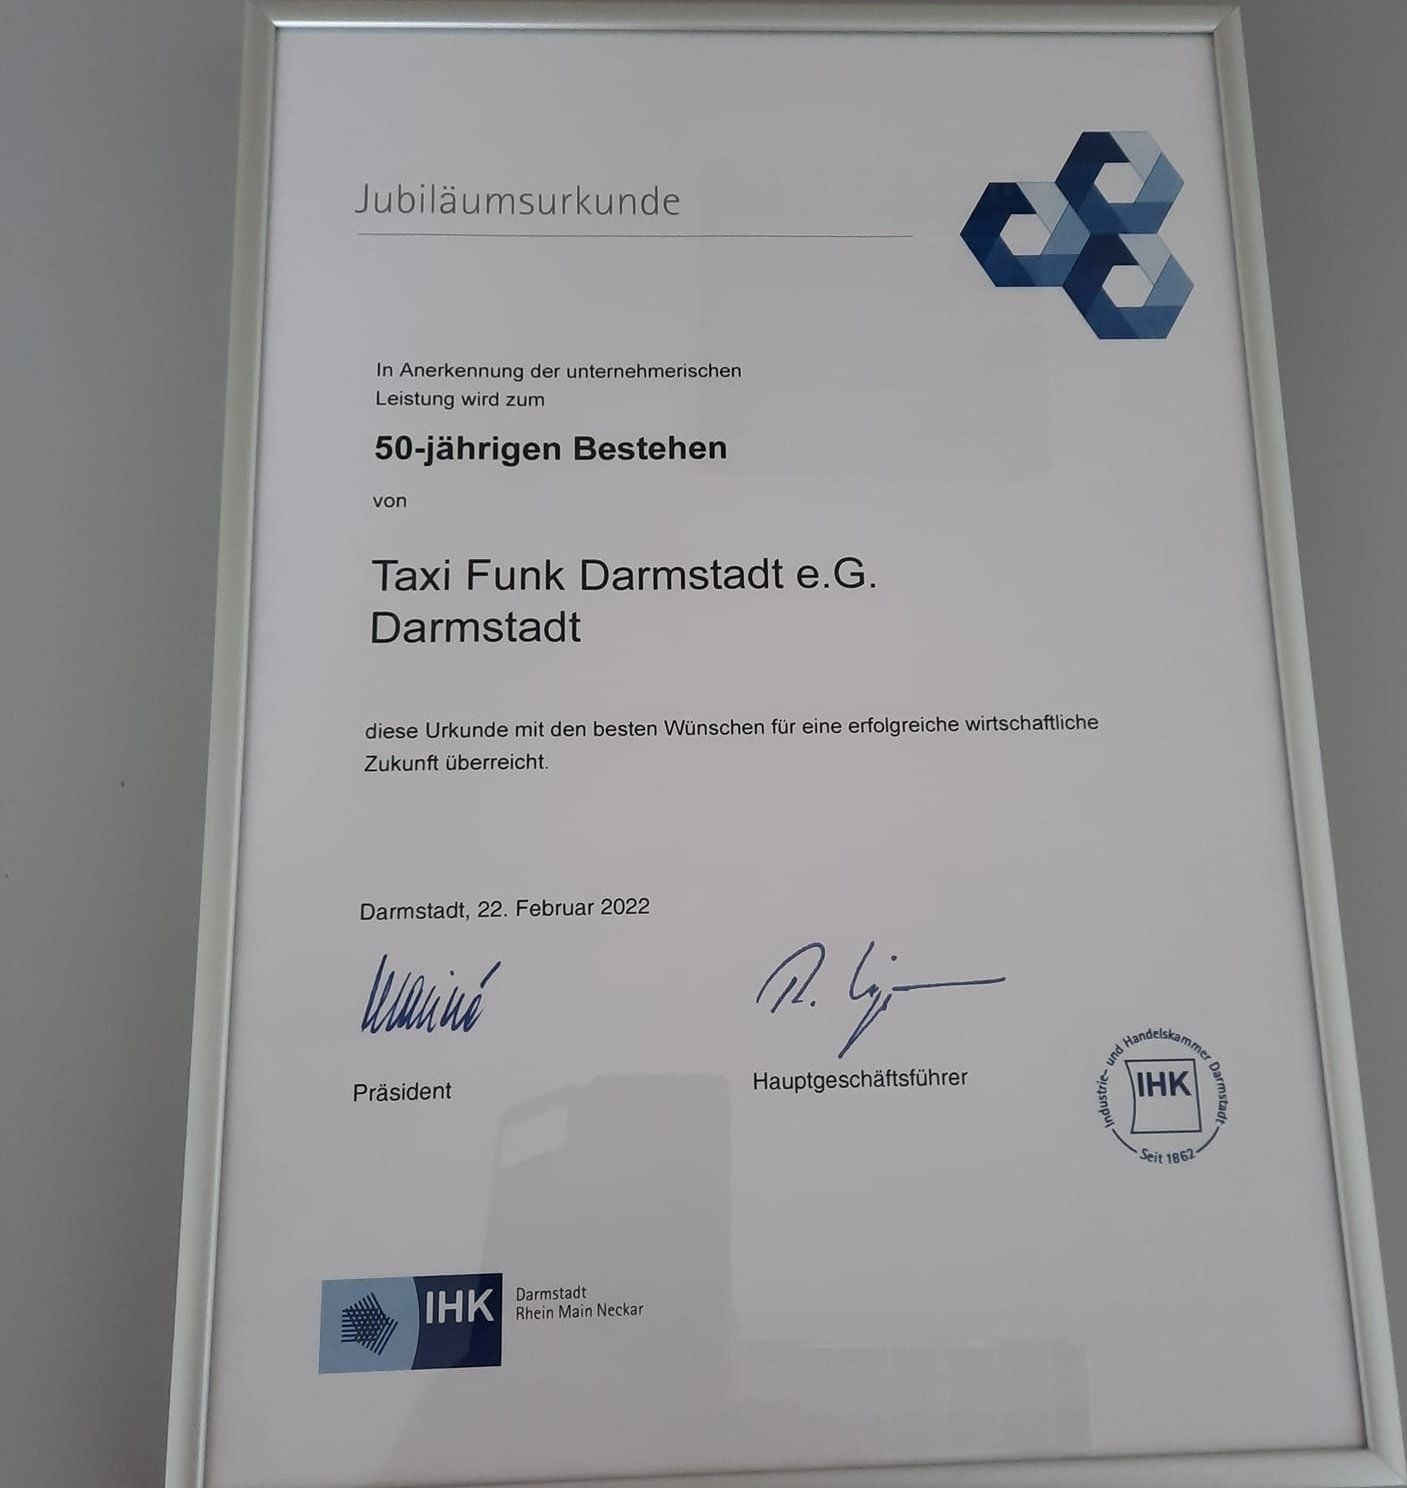 Jubiläumsurkunde
In Anerkennung der unternehmerischen
Leistung wird zum
50-jährigen Bestehen
von
Taxi Funk Darmstadt e.G.
Darmstadt
diese Urkunde mit den besten Wünschen für eine erfolgreiche wirtschaftliche
Zukunft überreicht.
Darmstadt, 22. Februar 2022
Präsident
Hauptgeschäftsführer
Industrie- und Handelskammer Darmstadt
IHK
Seit 1862
IHK
Darmstadt
Rhein Main Neckar